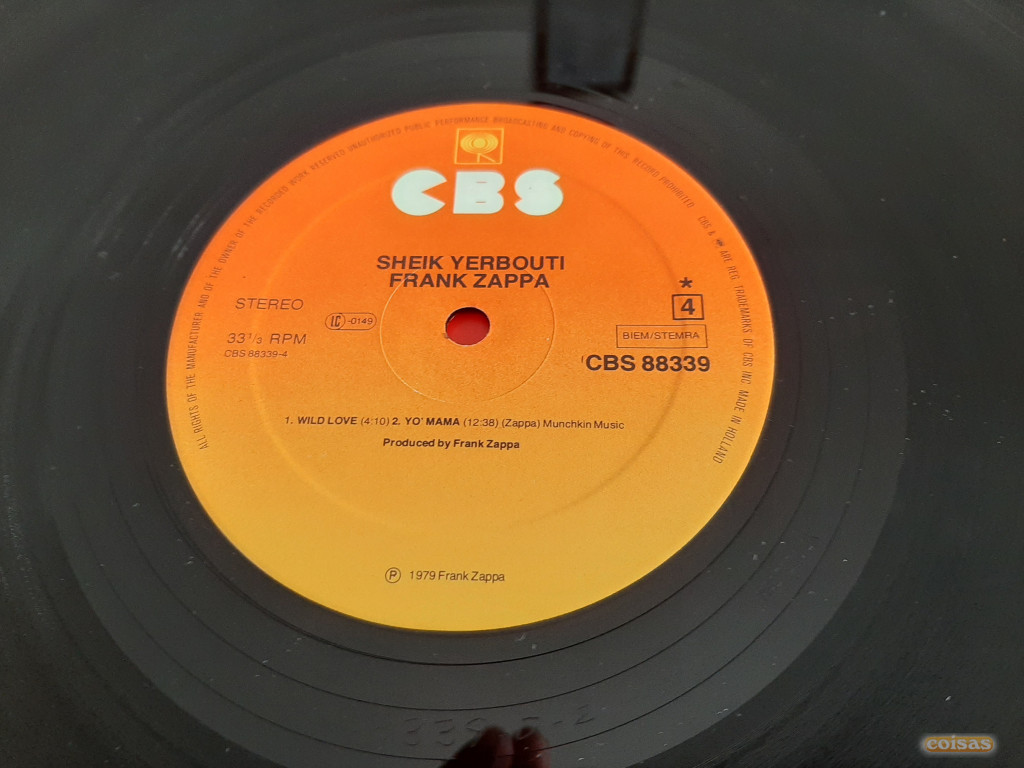 ALL RIGHTS OF THE MANUFACTURER AND OF THE OWNER OF THE RECORDED WORK RESERVED UNAUTHORISED PUBLIC PERFORMANCE BROADCASTING AND COPYING OF THIS RECORD PROHIBITED
CBS & ARE REG. TRADEMARKS OF CBS INC. MADE IN HOLLAND
CBS
SHEIK YERBOUTI
FRANK ZAPPA
STEREO
LC -0149
33 1/3 RPM
CBS 88339-4
*
4
BIEM/STEMRA
CBS 88339
1. WILD LOVE (4:10) 2. YO' MAMA (12:38) (Zappa) Munchkin Music
Produced by Frank Zappa
Ⓟ 1979 Frank Zappa
coisas